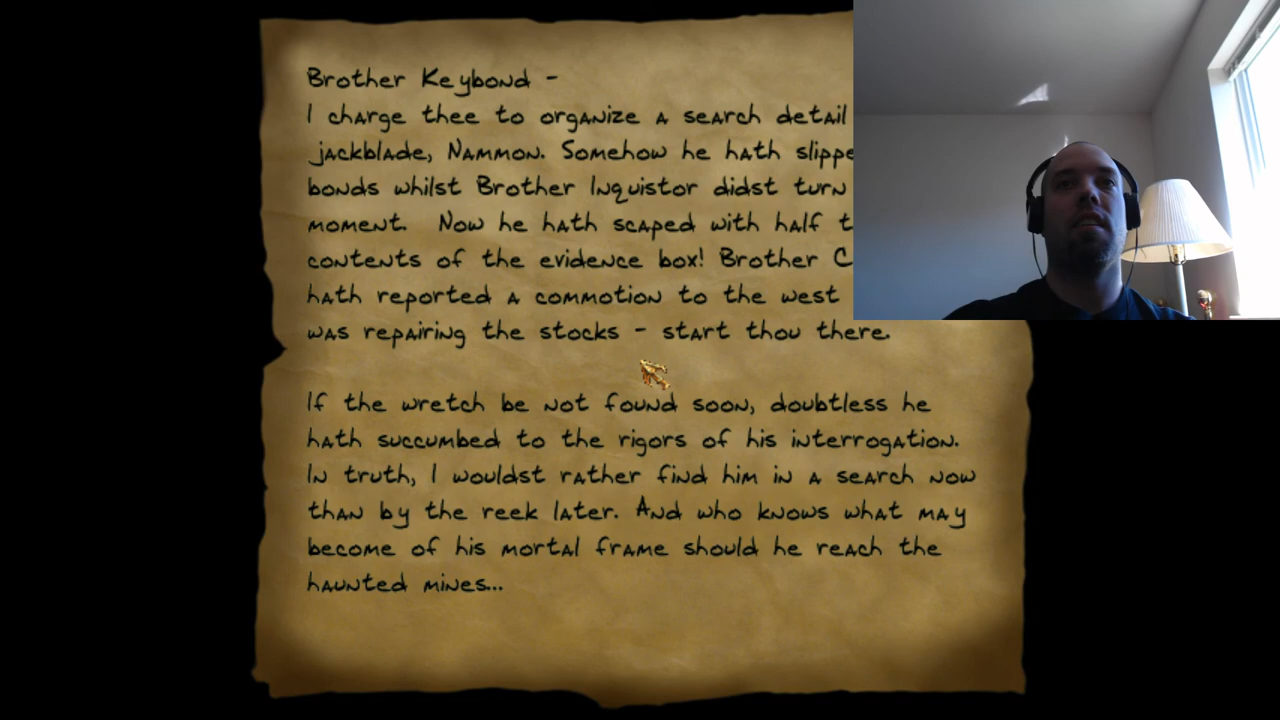 Brother Keybond -
I charge thee to organize a search detail
jackblade, Nammon. Somehow he hath
bonds whilst Brother Inquistor didst turn
moment. Now he hath scaped with half
contents of the evidence box! Brother
hath reported a commotion to the west
was repairing the stocks - start thou there.
If the wretch be not found soon, doubtless he
hath succumbed to the rigors of his interrogation.
In truth, I wouldst rather find him in a search now
than by the reek later. And who knows what may
become of his mortal frame should he reach the
haunted mines...